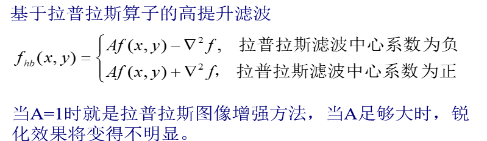 基于拉普拉斯算子的高提升滤波
f_{hb}(x, y) = { Af(x, y) − ∇²f, 拉普拉斯滤波中心系数为负
Af(x, y) + ∇²f, 拉普拉斯滤波中心系数为正
当A=1时就是拉普拉斯图像增强方法，当A足够大时，锐
化效果将变得不明显。